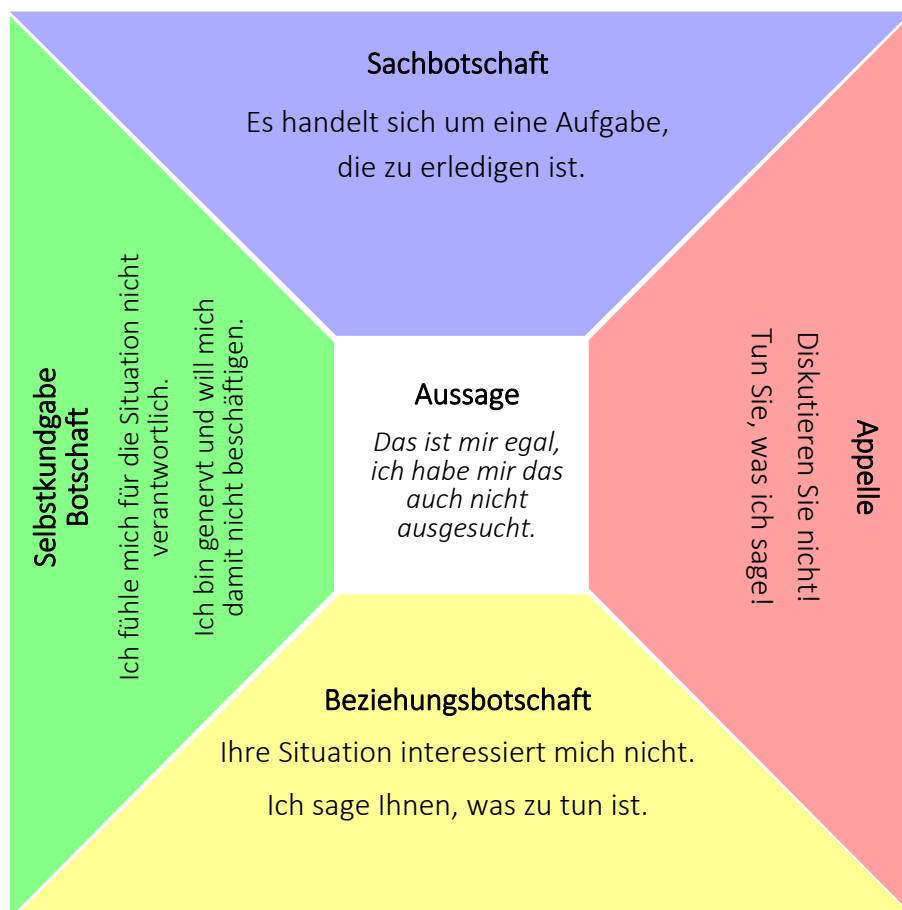 Sachbotschaft
Es handelt sich um eine Aufgabe,
die zu erledigen ist.
Selbstkundgabe
Botschaft
Ich fühle mich für die Situation nicht
verantwortlich.
Ich bin genervt und will mich
damit nicht beschäftigen.
Aussage
Das ist mir egal,
ich habe mir das
auch nicht
ausgesucht.
Appelle
Diskutieren Sie nicht!
Tun Sie, was ich sage!
Beziehungsbotschaft
Ihre Situation interessiert mich nicht.
Ich sage Ihnen, was zu tun ist.